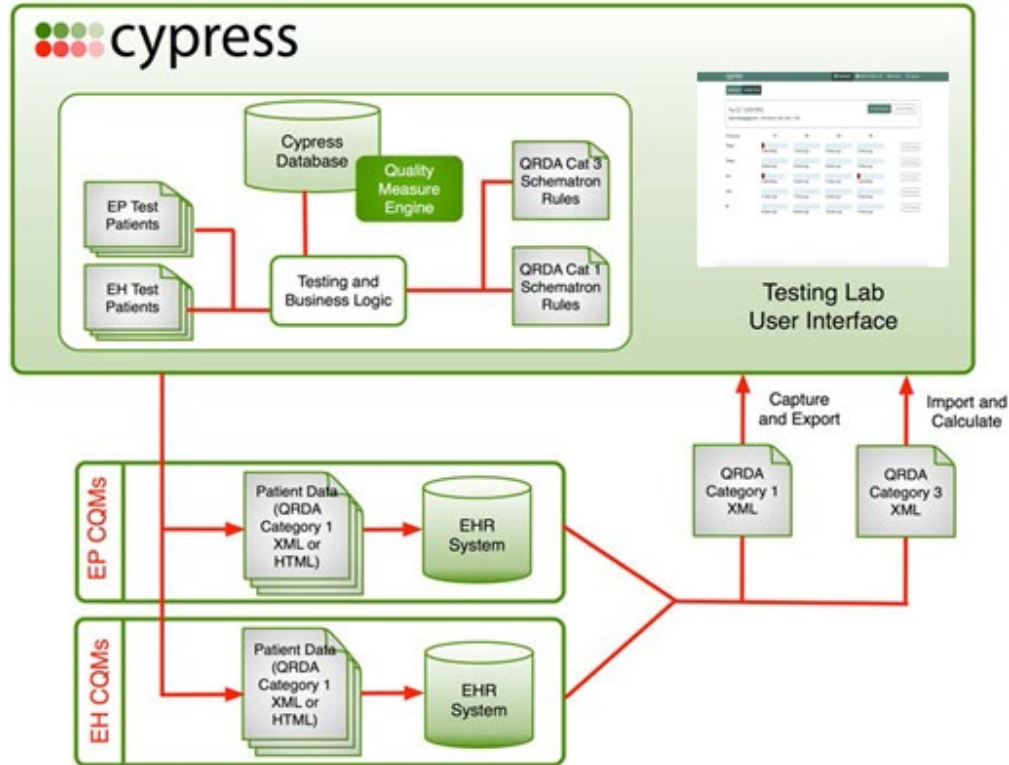 cypress
Cypress
Database
Quality
Measure
Engine
EP Test
Patients
EH Test
Patients
Testing and
Business Logic
QRDA Cat 3
Schematron
Rules
QRDA Cat 1
Schematron
Rules
Testing Lab
User Interface
Capture
and Export
Import and
Calculate
QRDA
Category 1
XML
QRDA
Category 3
XML
EP CQMs
Patient Data
(QRDA
Category 1
XML or
HTML)
EHR
System
EH CQMs
Patient Data
(QRDA
Category 1
XML or
HTML)
EHR
System